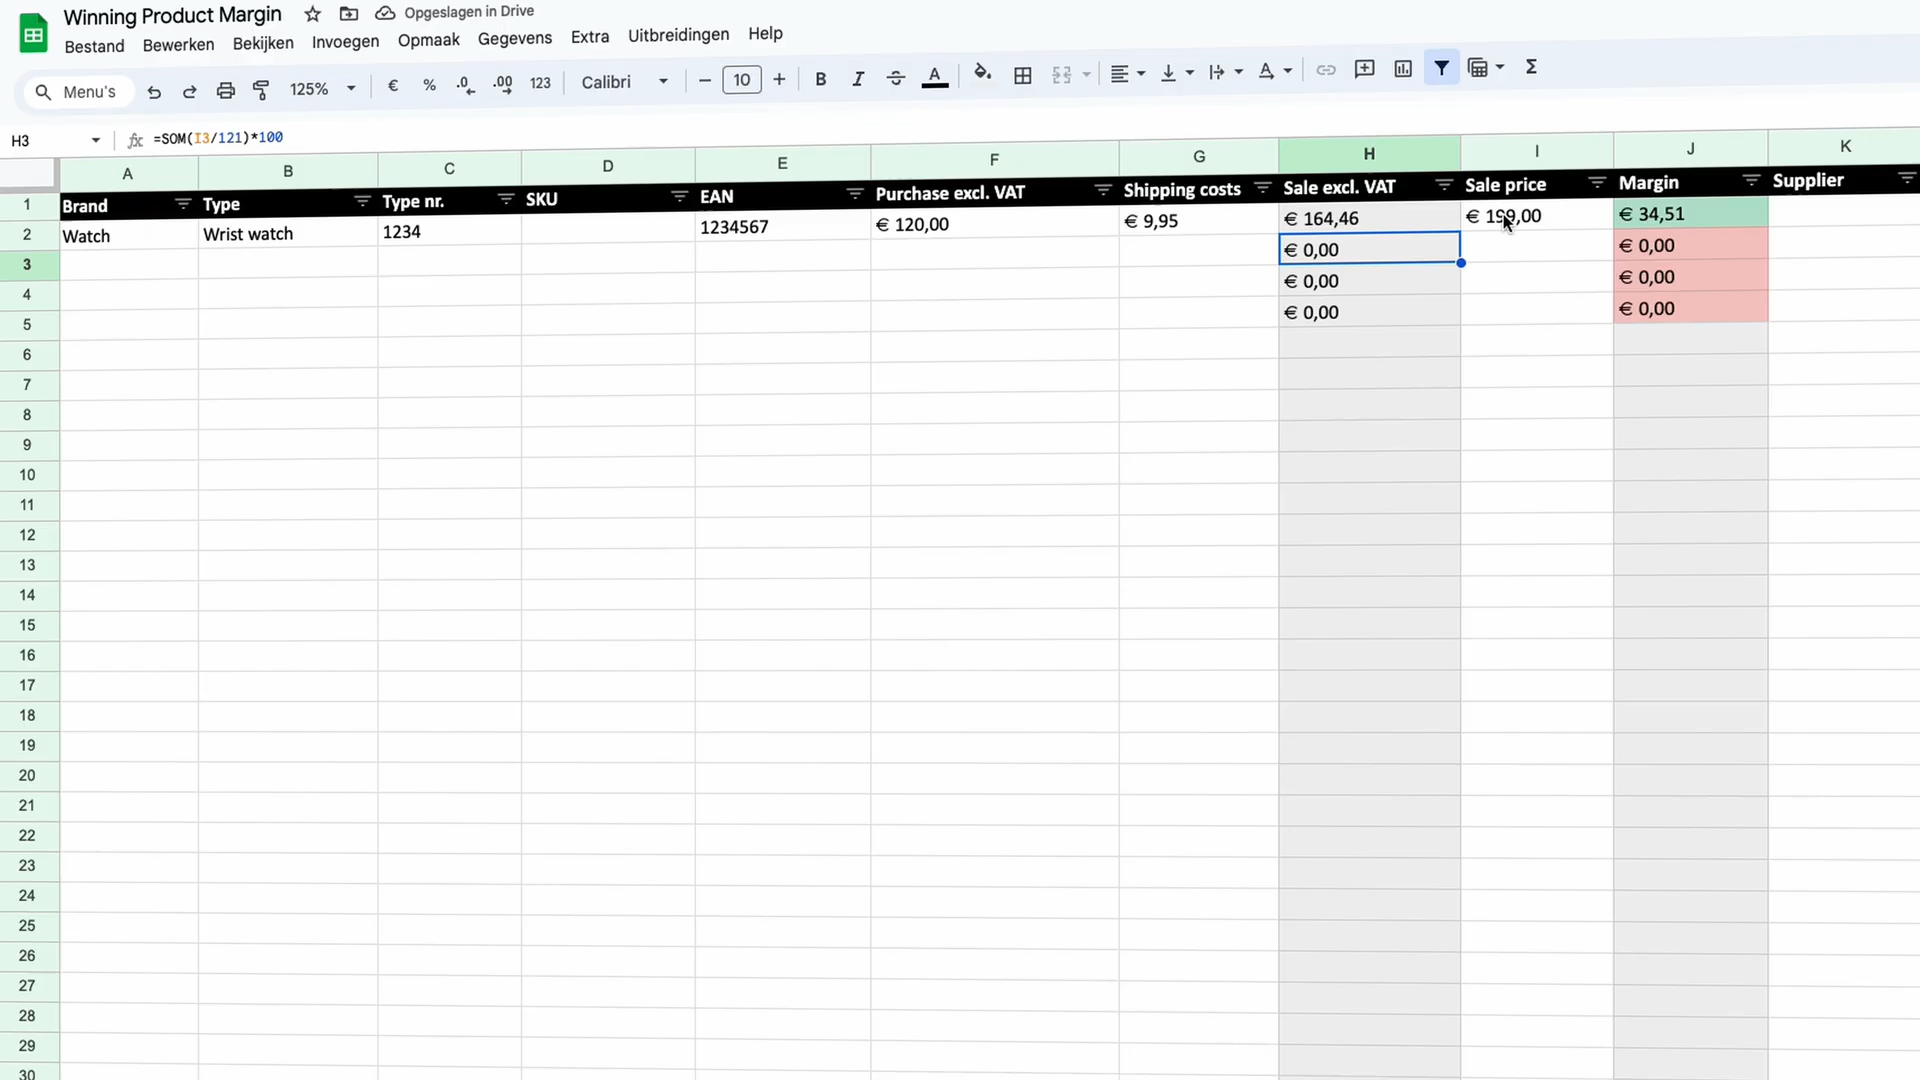 Winning Product Margin Opgeslagen in Drive
Bestand Bewerken Bekijken Invoegen Opmaak Gegevens Extra Uitbreidingen Help
Menu's 125% € % .0 .00 123 Calibri 10 B I A A
H3 fx =SOM(I3/121)*100
A B C D E F G H I J K
1 Brand Type Type nr. SKU EAN Purchase excl. VAT Shipping costs Sale excl. VAT Sale price Margin Supplier
2 Watch Wrist watch 1234 1234567 € 120,00 € 9,95 € 164,46 € 199,00 € 34,51
3 € 0,00 € 0,00
4 € 0,00 € 0,00
5 € 0,00 € 0,00
6
7
8
9
10
11
12
13
14
15
16
17
18
19
20
21
22
23
24
25
26
27
28
29
30